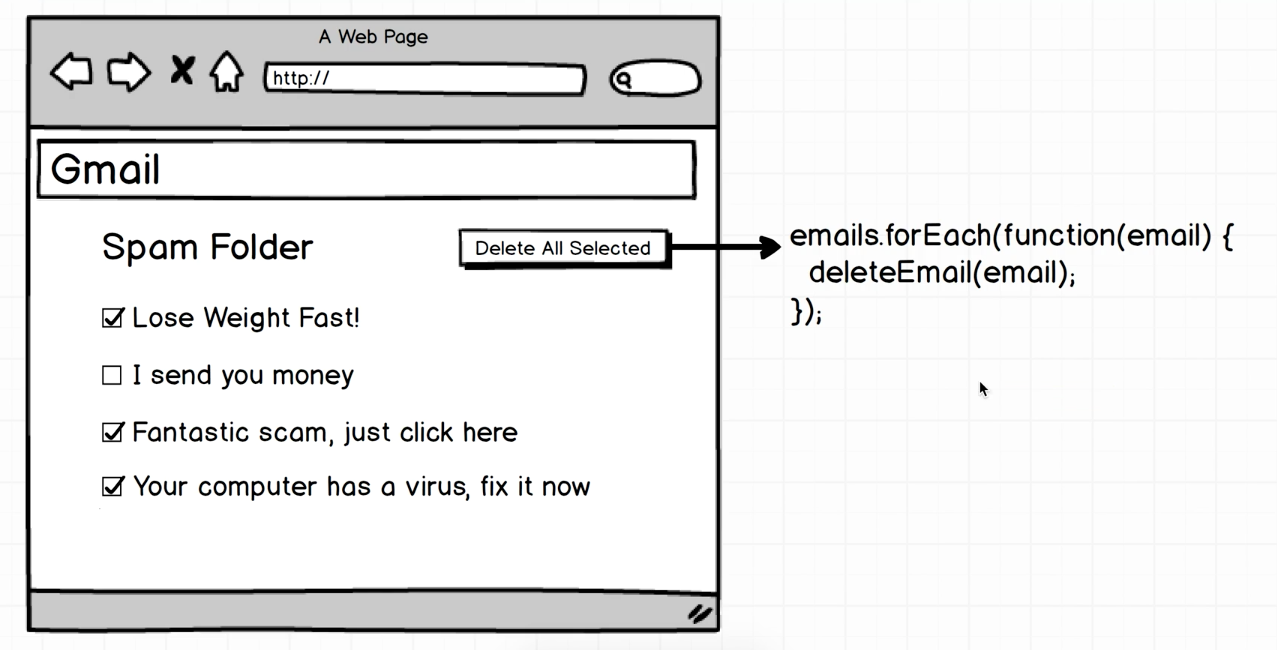 A Web Page
http://
Gmail
Spam Folder
Delete All Selected
Lose Weight Fast!
I send you money
Fantastic scam, just click here
Your computer has a virus, fix it now
emails.forEach(function(email) {
deleteEmail(email);
});